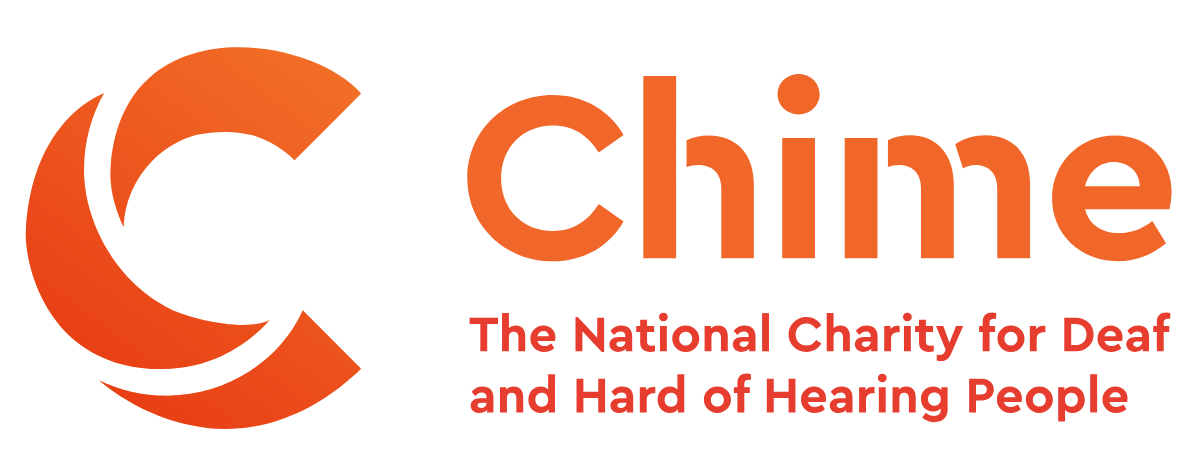 Chime
The National Charity for Deaf
and Hard of Hearing People